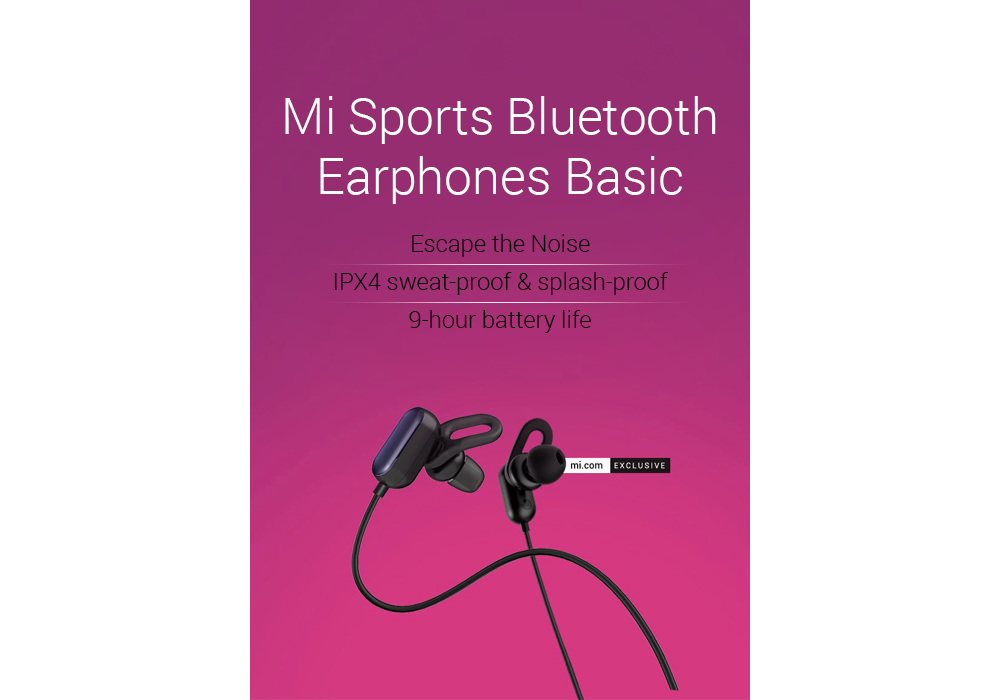 Mi Sports Bluetooth
Earphones Basic
Escape the Noise
IPX4 sweat-proof & splash-proof
9-hour battery life
mi.com EXCLUSIVE